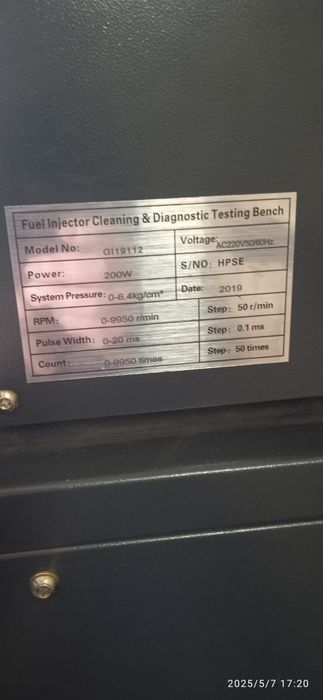 Fuel Injector Cleaning & Diagnostic Testing Bench
Model No: GI19112 Voltage: AC220V50/60Hz
Power: 200W S/NO: HPSE
System Pressure: 0-6.4kg/cm² Date: 2019
RPM: 0-9950 r/min Step: 50 r/min
Pulse Width: 0-20 ms Step: 0.1 ms
Count: 0-9950 times Step: 50 times
2025/5/7 17:20